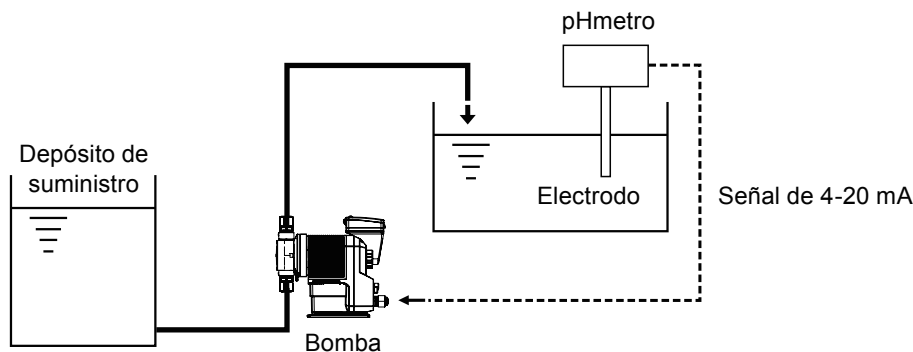 pHmetro
Depósito de
suministro
Electrodo
Señal de 4-20 mA
Bomba